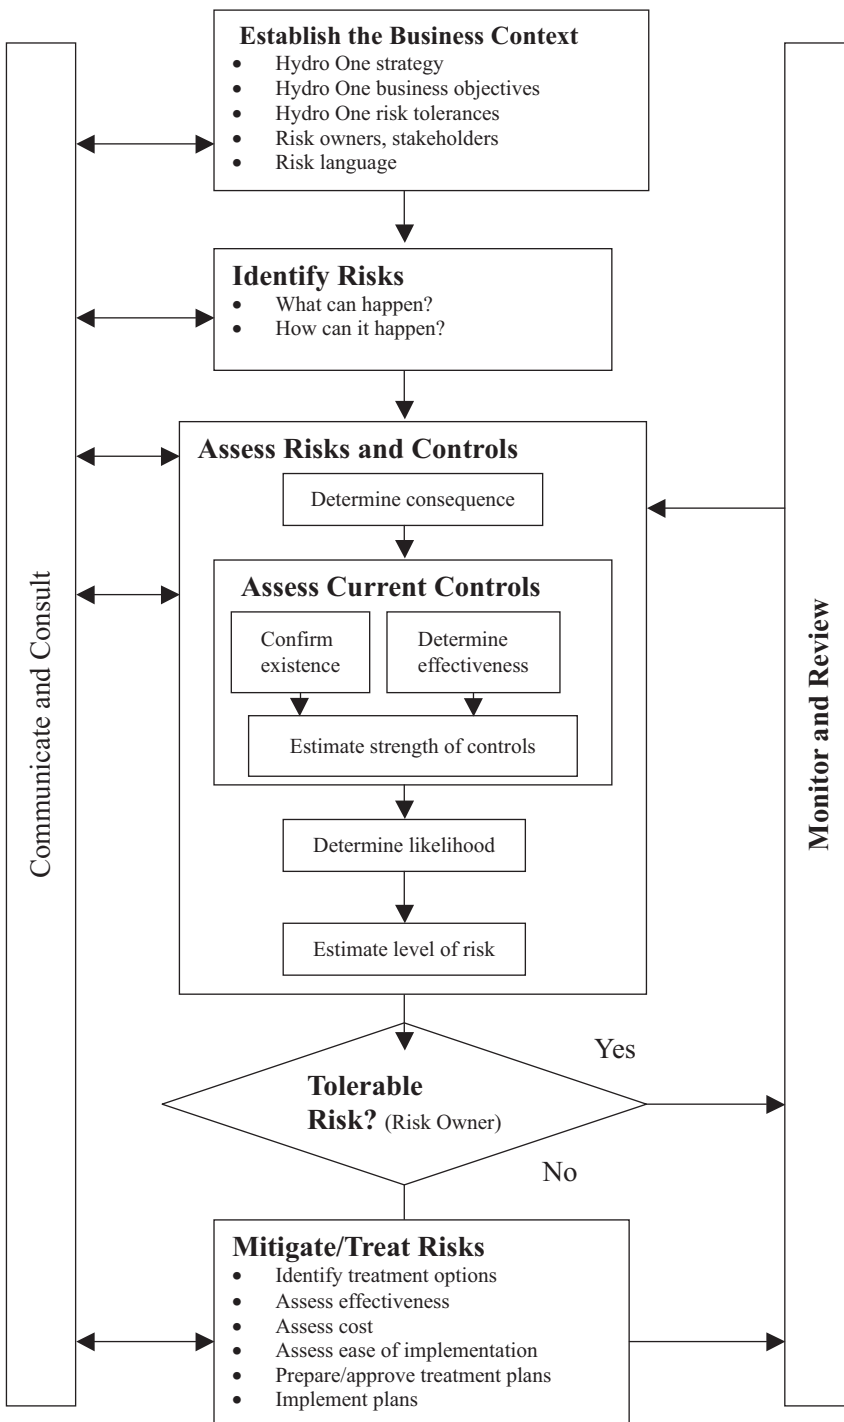 Establish the Business Context
• Hydro One strategy
• Hydro One business objectives
• Hydro One risk tolerances
• Risk owners, stakeholders
• Risk language
Identify Risks
• What can happen?
• How can it happen?
Assess Risks and Controls
Determine consequence
Assess Current Controls
Confirm
existence
Determine
effectiveness
Estimate strength of controls
Determine likelihood
Estimate level of risk
Communicate and Consult
Monitor and Review
Yes
Tolerable
Risk? (Risk Owner)
No
Mitigate/Treat Risks
• Identify treatment options
• Assess effectiveness
• Assess cost
• Assess ease of implementation
• Prepare/approve treatment plans
• Implement plans